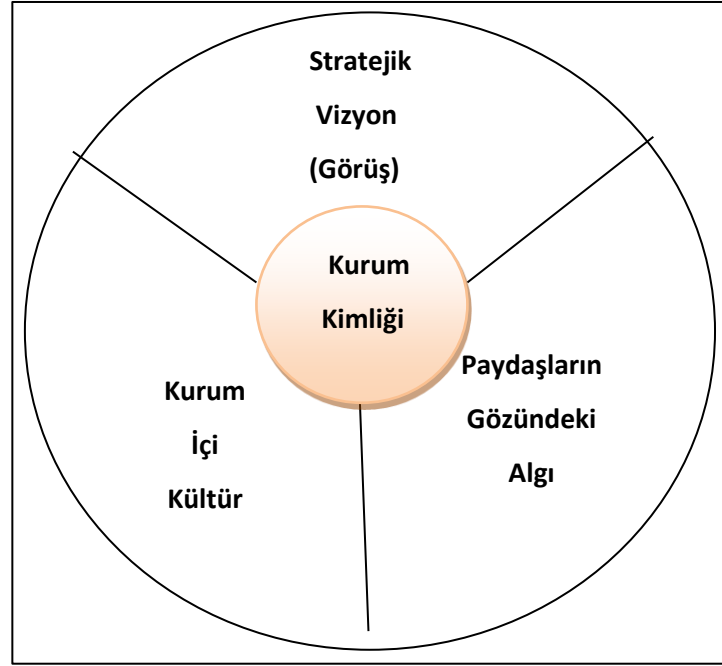 Stratejik
Vizyon
(Görüş)
Kurum
Kimliği
Kurum
İçi
Kültür
Paydaşların
Gözündeki
Algı